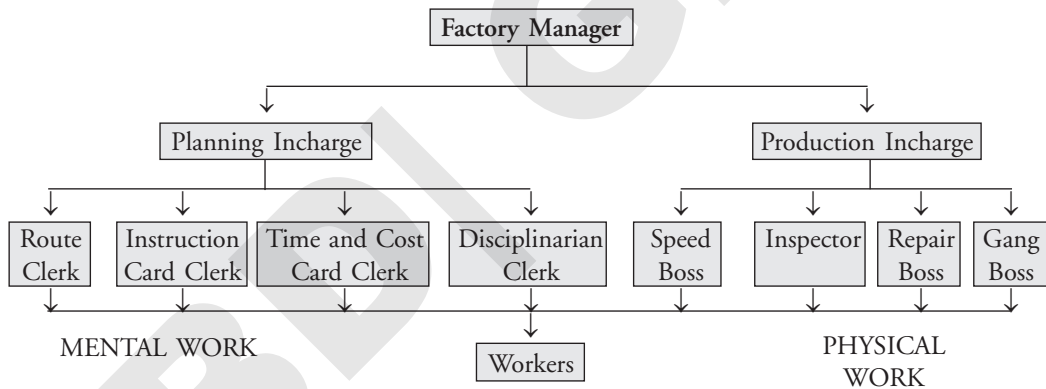 Factory Manager
Planning Incharge
Production Incharge
Route
Clerk
Instruction
Card Clerk
Time and Cost
Card Clerk
Disciplinarian
Clerk
Speed
Boss
Inspector
Repair
Boss
Gang
Boss
MENTAL WORK
Workers
PHYSICAL
WORK